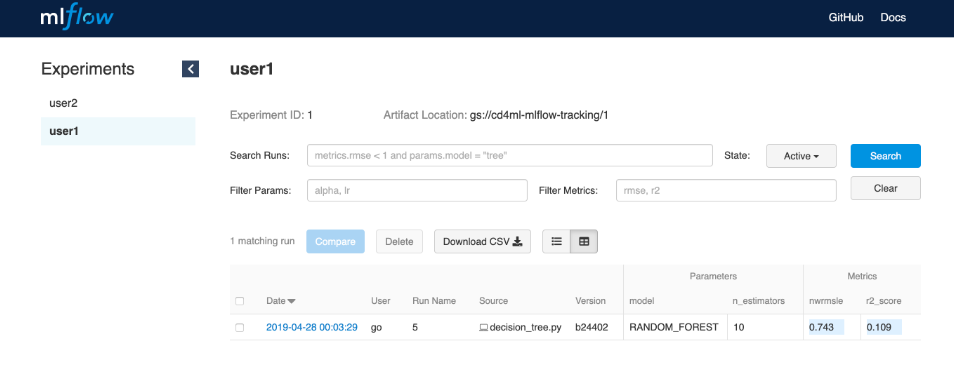 mlflow
GitHub Docs
Experiments
user2
user1
user1
Experiment ID: 1 Artifact Location: gs://cd4ml-mlflow-tracking/1
Search Runs: metrics.rmse < 1 and params.model = "tree" State: Active Search
Filter Params: alpha, lr Filter Metrics: rmse, r2 Clear
1 matching run Compare Delete Download CSV
Parameters Metrics
Date User Run Name Source Version model n_estimators nwrmsle r2_score
2019-04-28 00:03:29 go 5 decision_tree.py b24402 RANDOM_FOREST 10 0.743 0.109